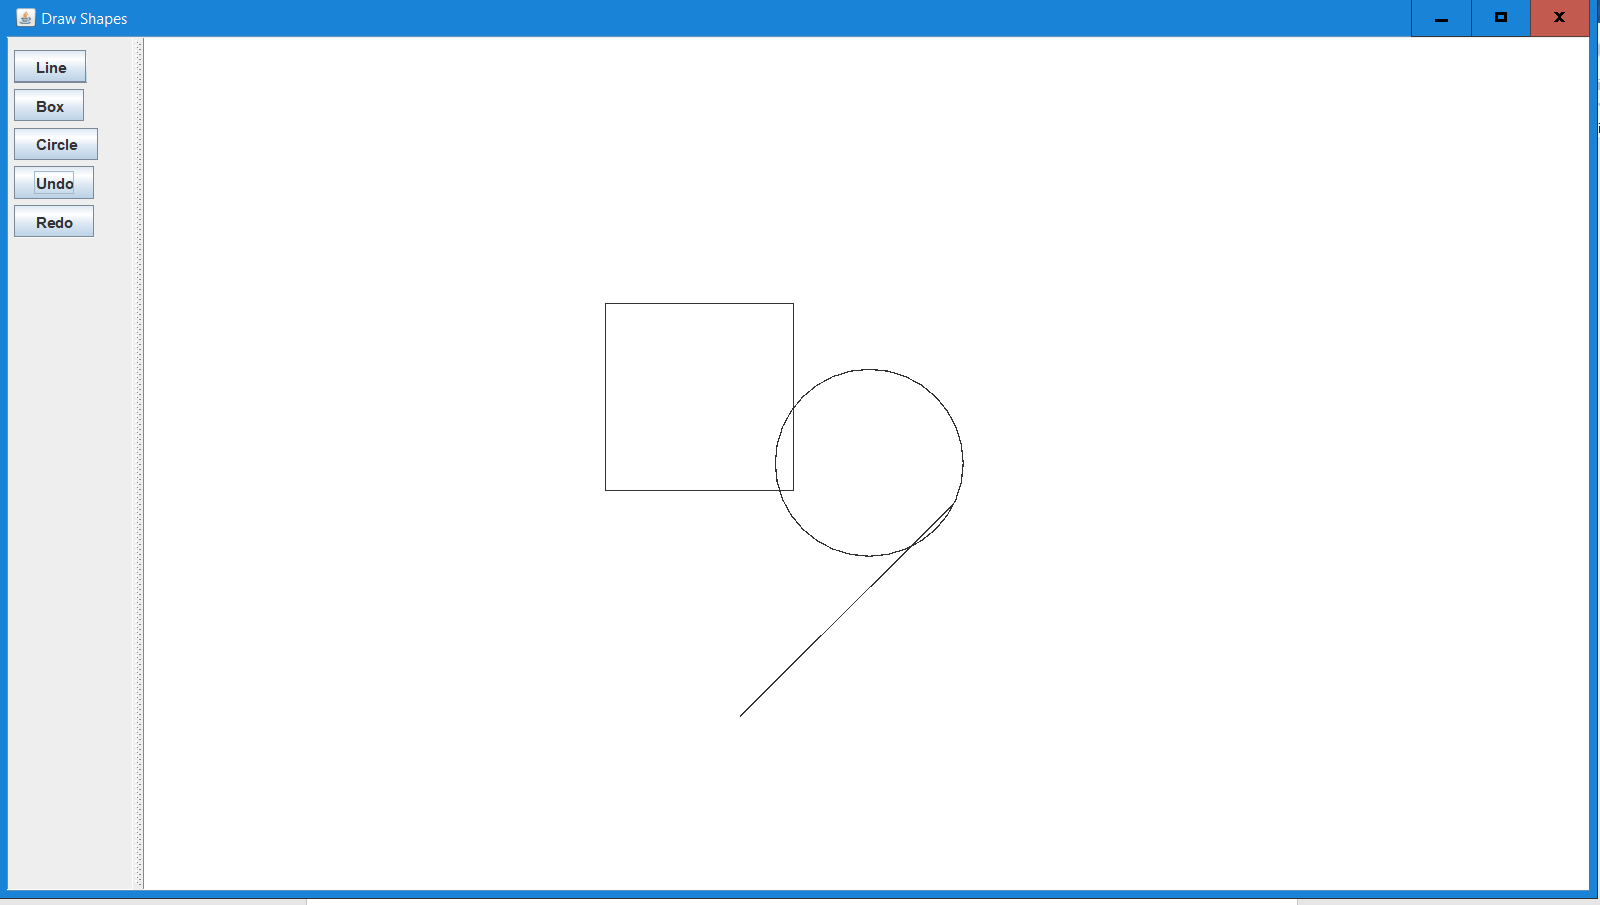 Draw Shapes
Line
Box
Circle
Undo
Redo